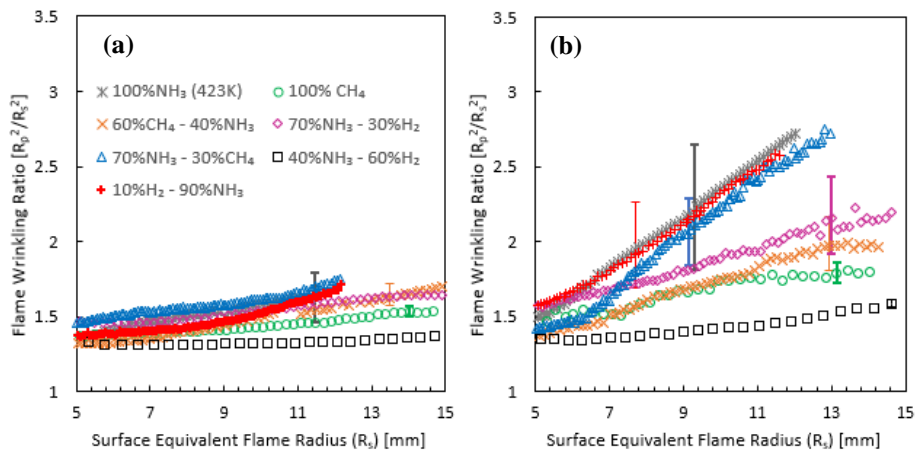 3.5
3
2.5
2
1.5
1
Flame Wrinkling Ratio [Rₚ²/Rₛ²]
(a)
100%NH₃ (423K)
100% CH₄
60%CH₄ - 40%NH₃
70%NH₃ - 30%H₂
70%NH₃ - 30%CH₄
40%NH₃ - 60%H₂
10%H₂ - 90%NH₃
5 7 9 11 13 15
Surface Equivalent Flame Radius (Rₛ) [mm]
3.5
3
2.5
2
1.5
1
Flame Wrinkling Ratio [Rₚ²/Rₛ²]
(b)
5 7 9 11 13 15
Surface Equivalent Flame Radius (Rₛ) [mm]